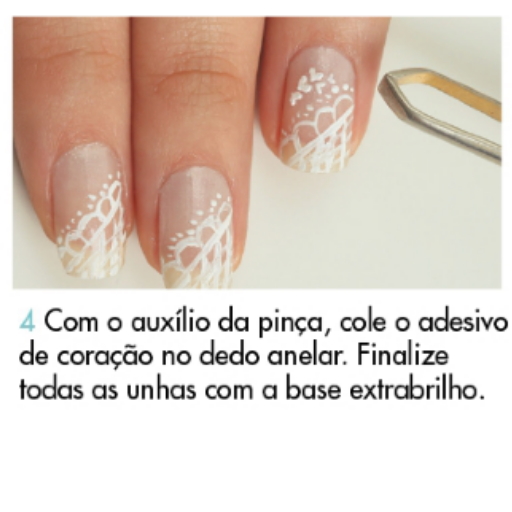 4 Com o auxílio da pinça, cole o adesivo
de coração no dedo anelar. Finalize
todas as unhas com a base extrabrilho.